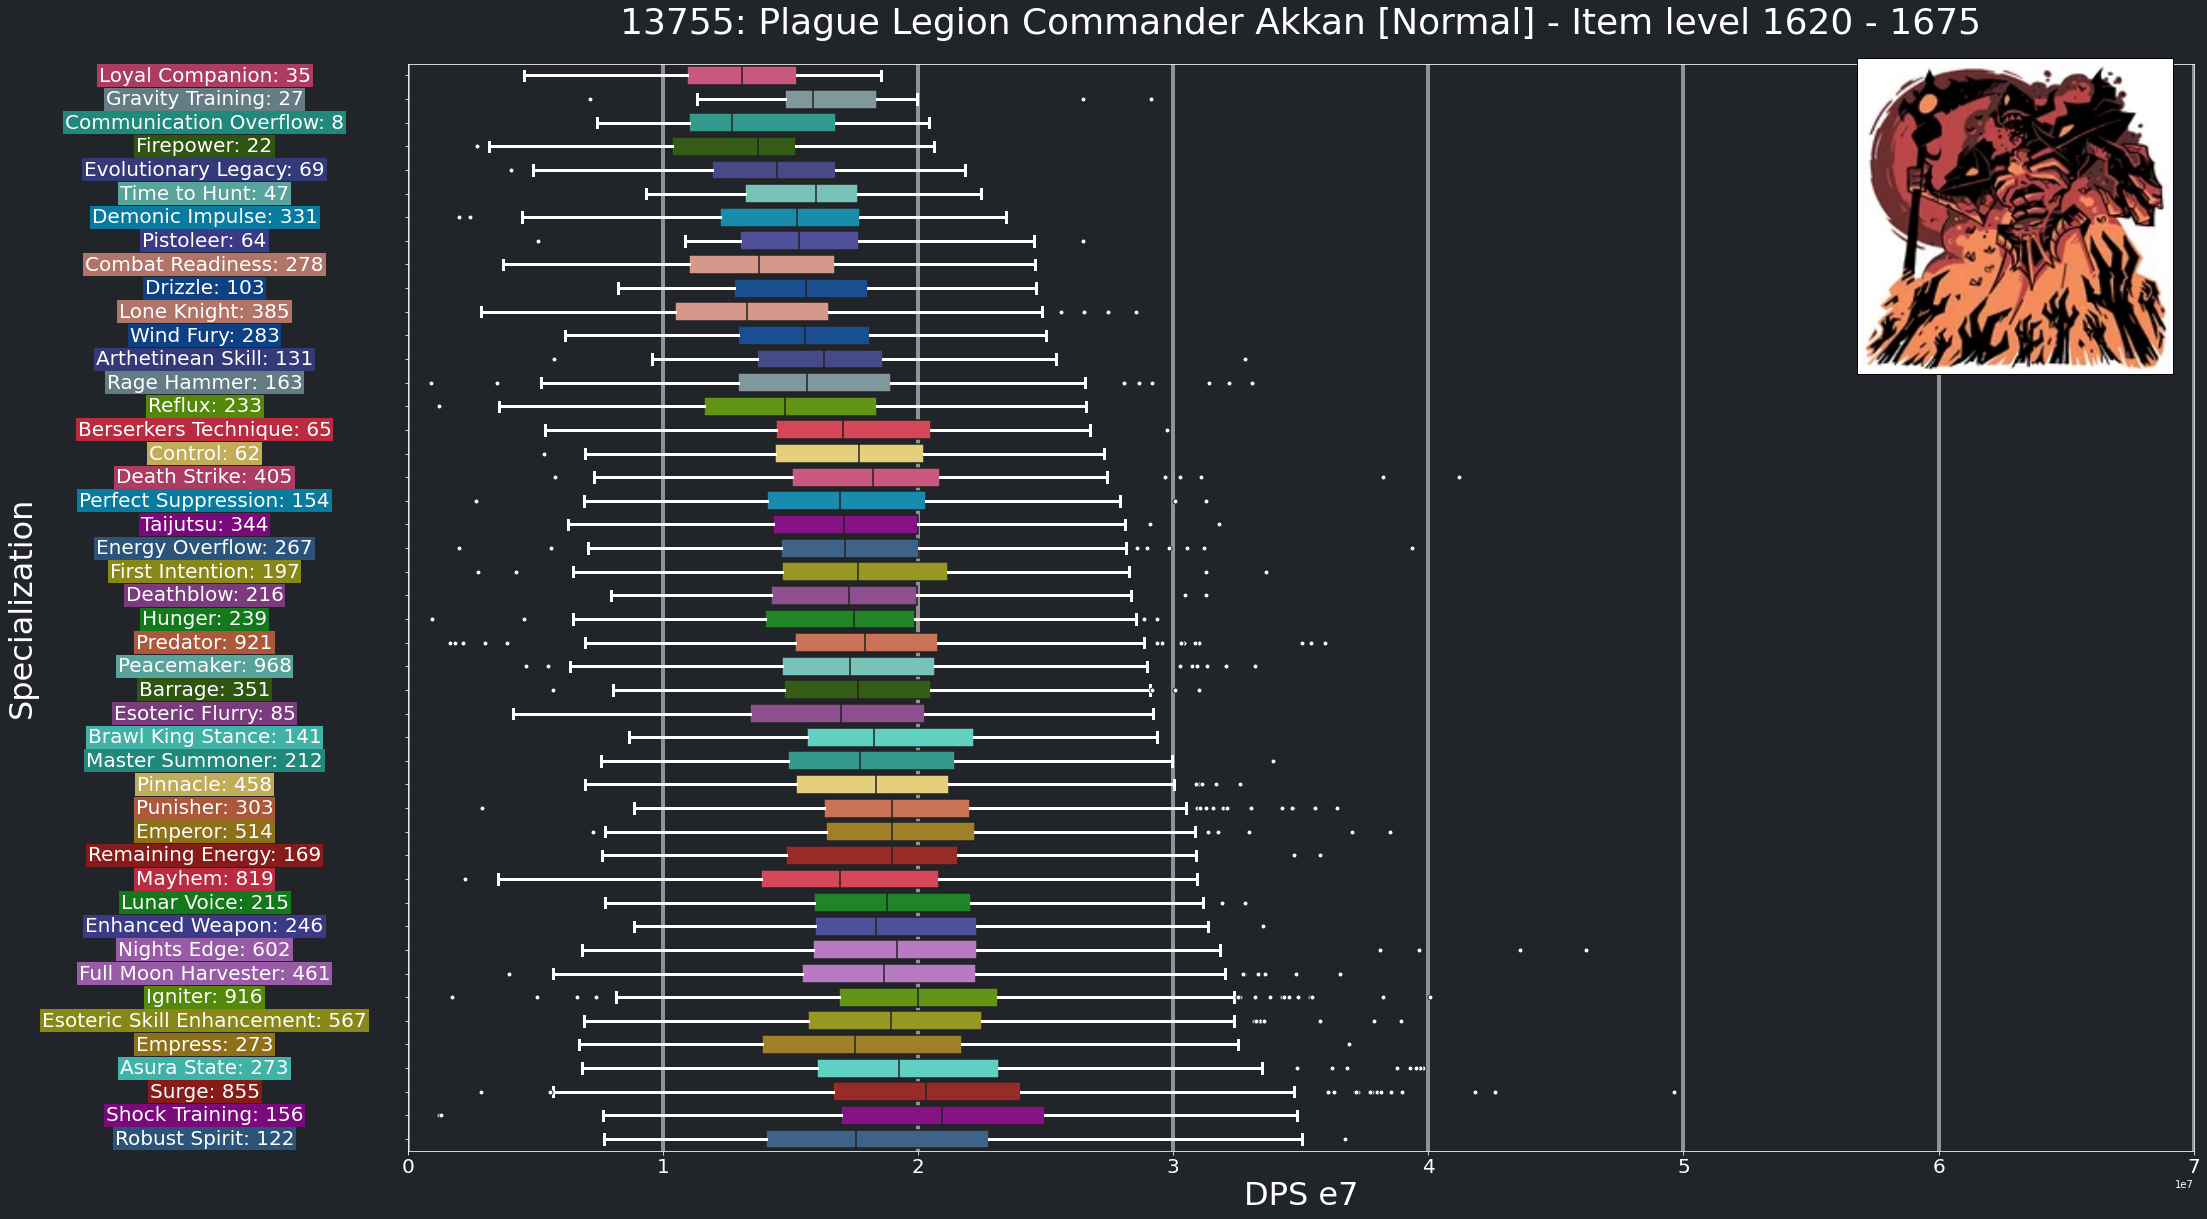 13755: Plague Legion Commander Akkan [Normal] - Item level 1620 - 1675
Specialization
Loyal Companion: 35
Gravity Training: 27
Communication Overflow: 8
Firepower: 22
Evolutionary Legacy: 69
Time to Hunt: 47
Demonic Impulse: 331
Pistoleer: 64
Combat Readiness: 278
Drizzle: 103
Lone Knight: 385
Wind Fury: 283
Arthetinean Skill: 131
Rage Hammer: 163
Reflux: 233
Berserkers Technique: 65
Control: 62
Death Strike: 405
Perfect Suppression: 154
Taijutsu: 344
Energy Overflow: 267
First Intention: 197
Deathblow: 216
Hunger: 239
Predator: 921
Peacemaker: 968
Barrage: 351
Esoteric Flurry: 85
Brawl King Stance: 141
Master Summoner: 212
Pinnacle: 458
Punisher: 303
Emperor: 514
Remaining Energy: 169
Mayhem: 819
Lunar Voice: 215
Enhanced Weapon: 246
Nights Edge: 602
Full Moon Harvester: 461
Igniter: 916
Esoteric Skill Enhancement: 567
Empress: 273
Asura State: 273
Surge: 855
Shock Training: 156
Robust Spirit: 122
0 1 2 3 4 5 6 7
1e7
DPS e7